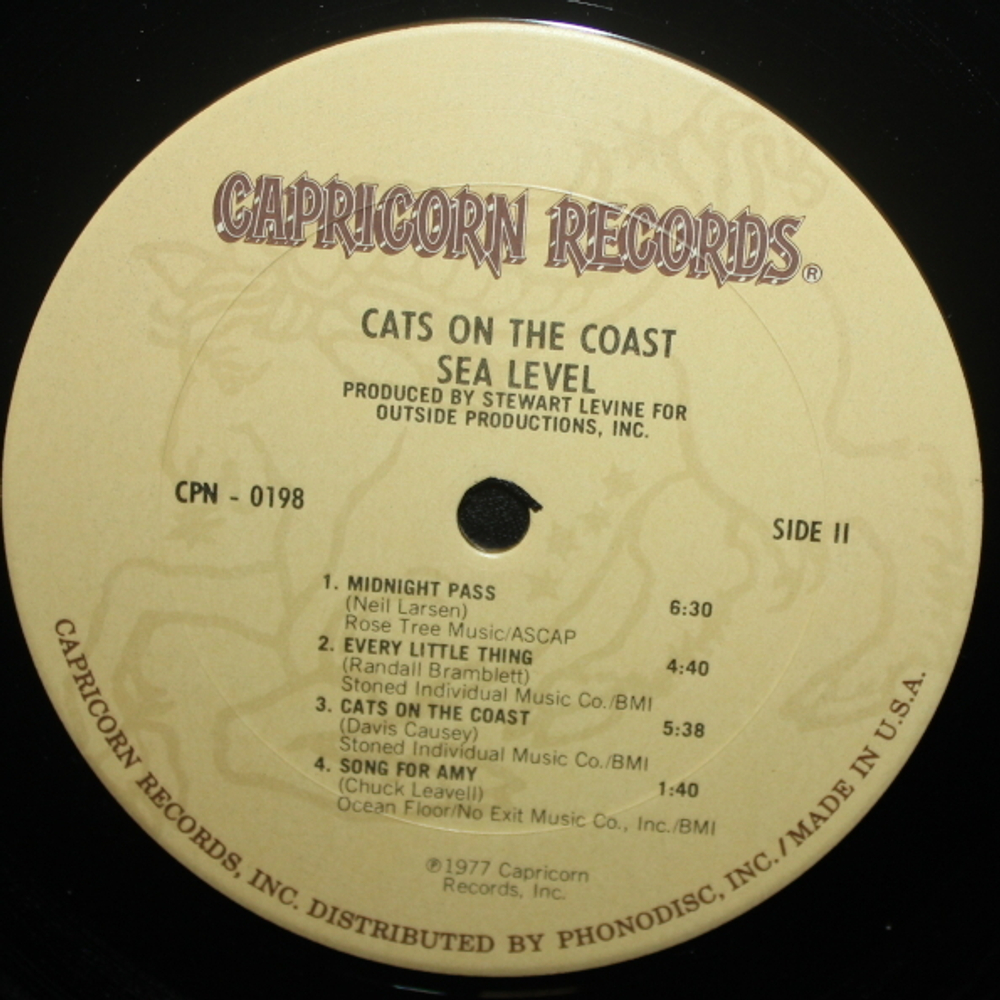 CAPRICORN RECORDS®
CATS ON THE COAST
SEA LEVEL
PRODUCED BY STEWART LEVINE FOR
OUTSIDE PRODUCTIONS, INC.
CPN - 0198
SIDE II
1. MIDNIGHT PASS 6:30
(Neil Larsen)
Rose Tree Music/ASCAP
2. EVERY LITTLE THING 4:40
(Randall Bramblett)
Stoned Individual Music Co./BMI
3. CATS ON THE COAST 5:38
(Davis Causey)
Stoned Individual Music Co./BMI
4. SONG FOR AMY 1:40
(Chuck Leavell)
Ocean Floor/No Exit Music Co., Inc./BMI
℗1977 Capricorn
Records, Inc.
CAPRICORN RECORDS, INC. DISTRIBUTED BY PHONODISC, INC./MADE IN U.S.A.